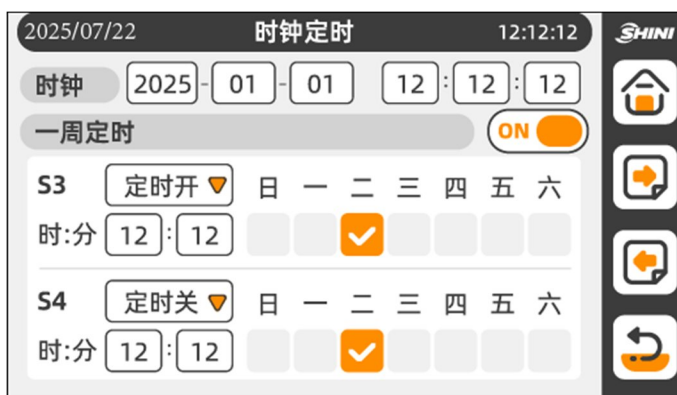 2025/07/22 时钟定时 12:12:12 SHINI
时钟 2025-01-01 12:12:12
一周定时 ON
S3 定时开 日 一 二 三 四 五 六
时:分 12:12
S4 定时关 日 一 二 三 四 五 六
时:分 12:12